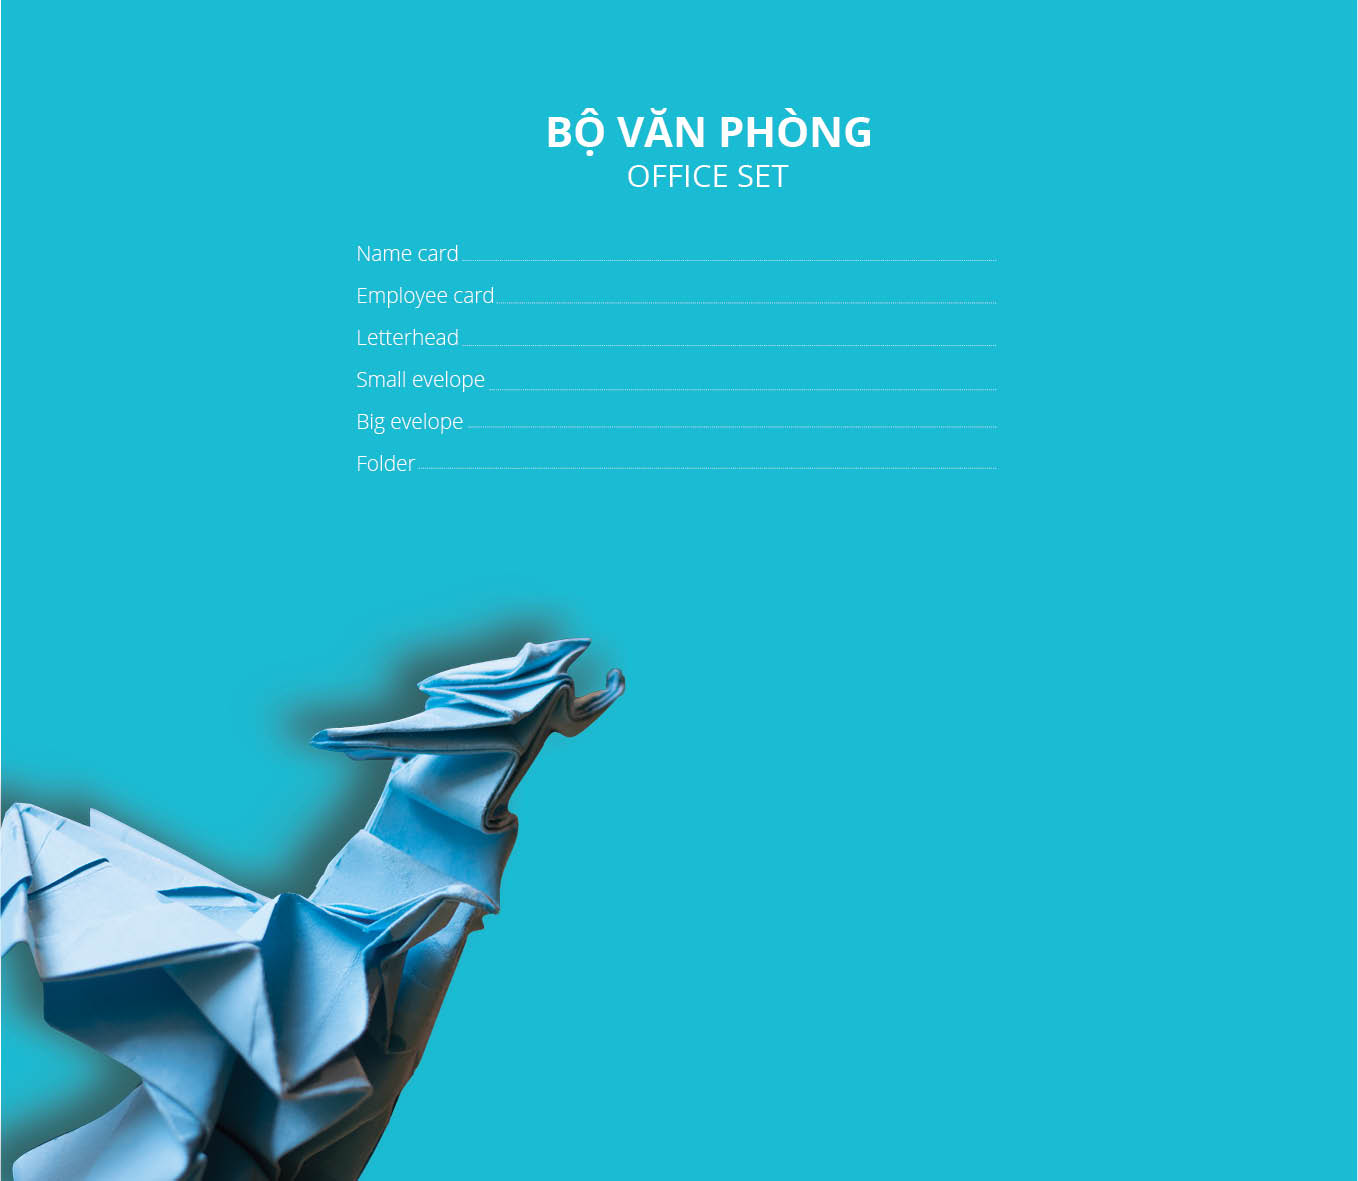 BỘ VĂN PHÒNG
OFFICE SET
Name card
Employee card
Letterhead
Small evelope
Big evelope
Folder